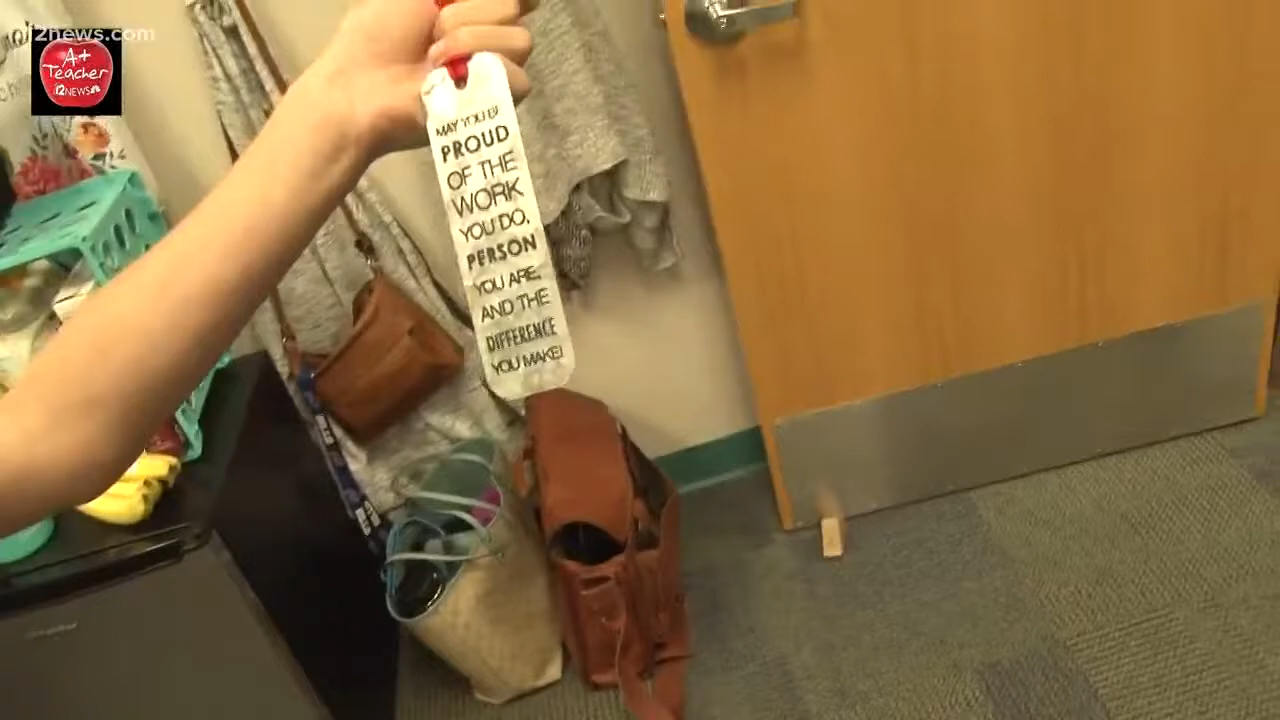 12news.com
A+
Teacher
12NEWS
MAY YOU BE
PROUD
OF THE
WORK
YOU DO,
PERSON
YOU ARE,
AND THE
DIFFERENCE
YOU MAKE!